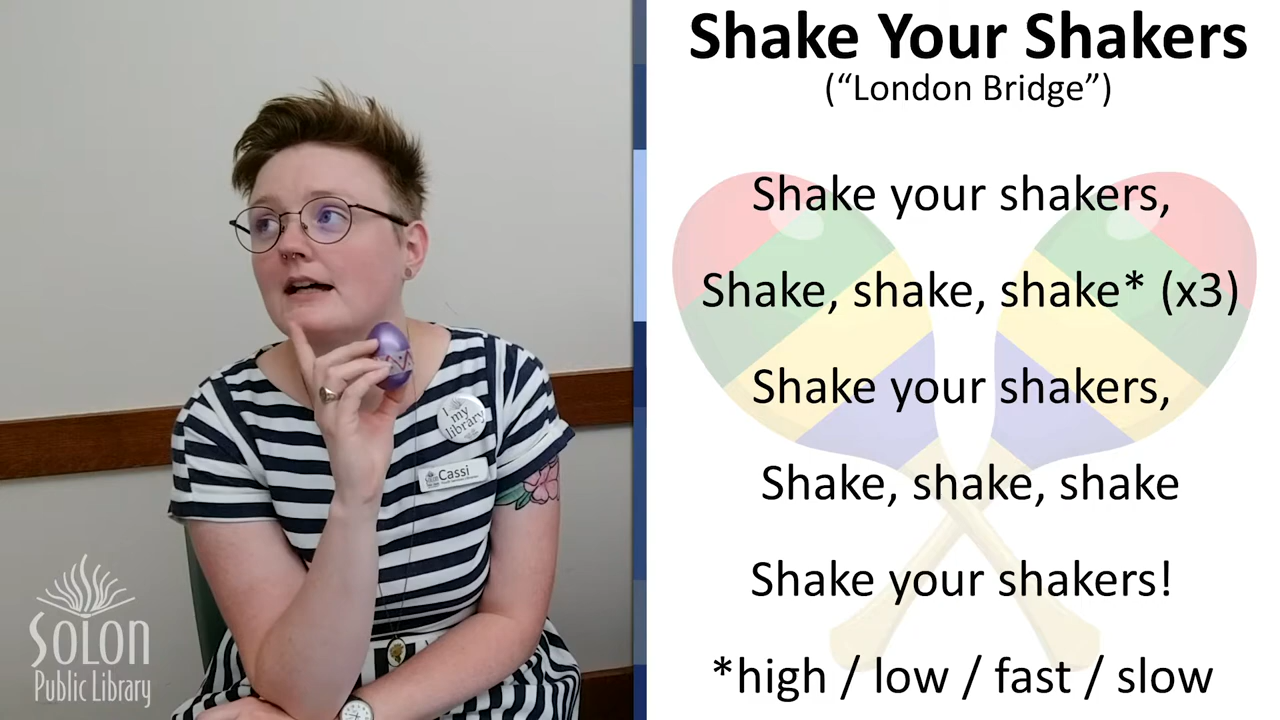 Shake Your Shakers
(“London Bridge”)
Shake your shakers,
Shake, shake, shake* (x3)
Shake your shakers,
Shake, shake, shake
Shake your shakers!
*high / low / fast / slow
I my
library
Cassi
SOLON
Public Library